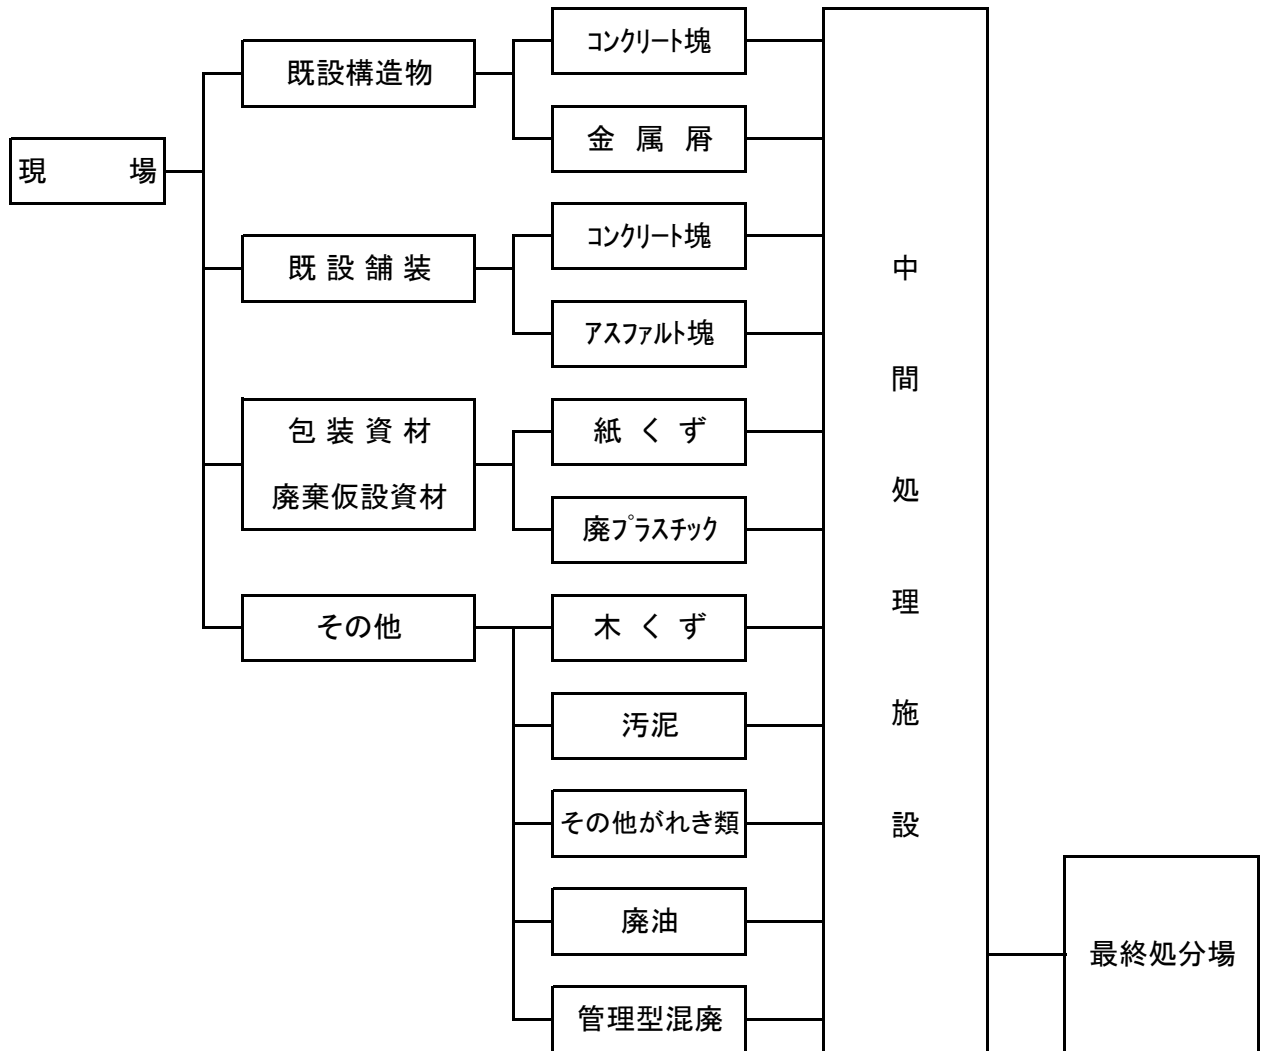 現場
既設構造物
コンクリート塊
金属屑
既設舗装
コンクリート塊
アスファルト塊
包装資材
廃棄仮設資材
紙くず
廃プラスチック
その他
木くず
汚泥
その他がれき類
廃油
管理型混廃
中間処理施設
最終処分場